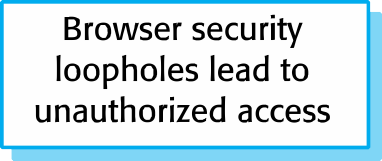 Browser security
loopholes lead to
unauthorized access